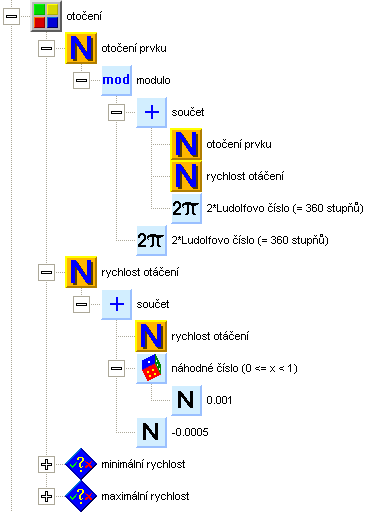 otočení
N otočení prvku
mod modulo
+ součet
N otočení prvku
N rychlost otáčení
2π 2*Ludolfovo číslo (= 360 stupňů)
2π 2*Ludolfovo číslo (= 360 stupňů)
N rychlost otáčení
+ součet
N rychlost otáčení
náhodné číslo (0 <= x < 1)
N 0.001
N -0.0005
? minimální rychlost
? maximální rychlost